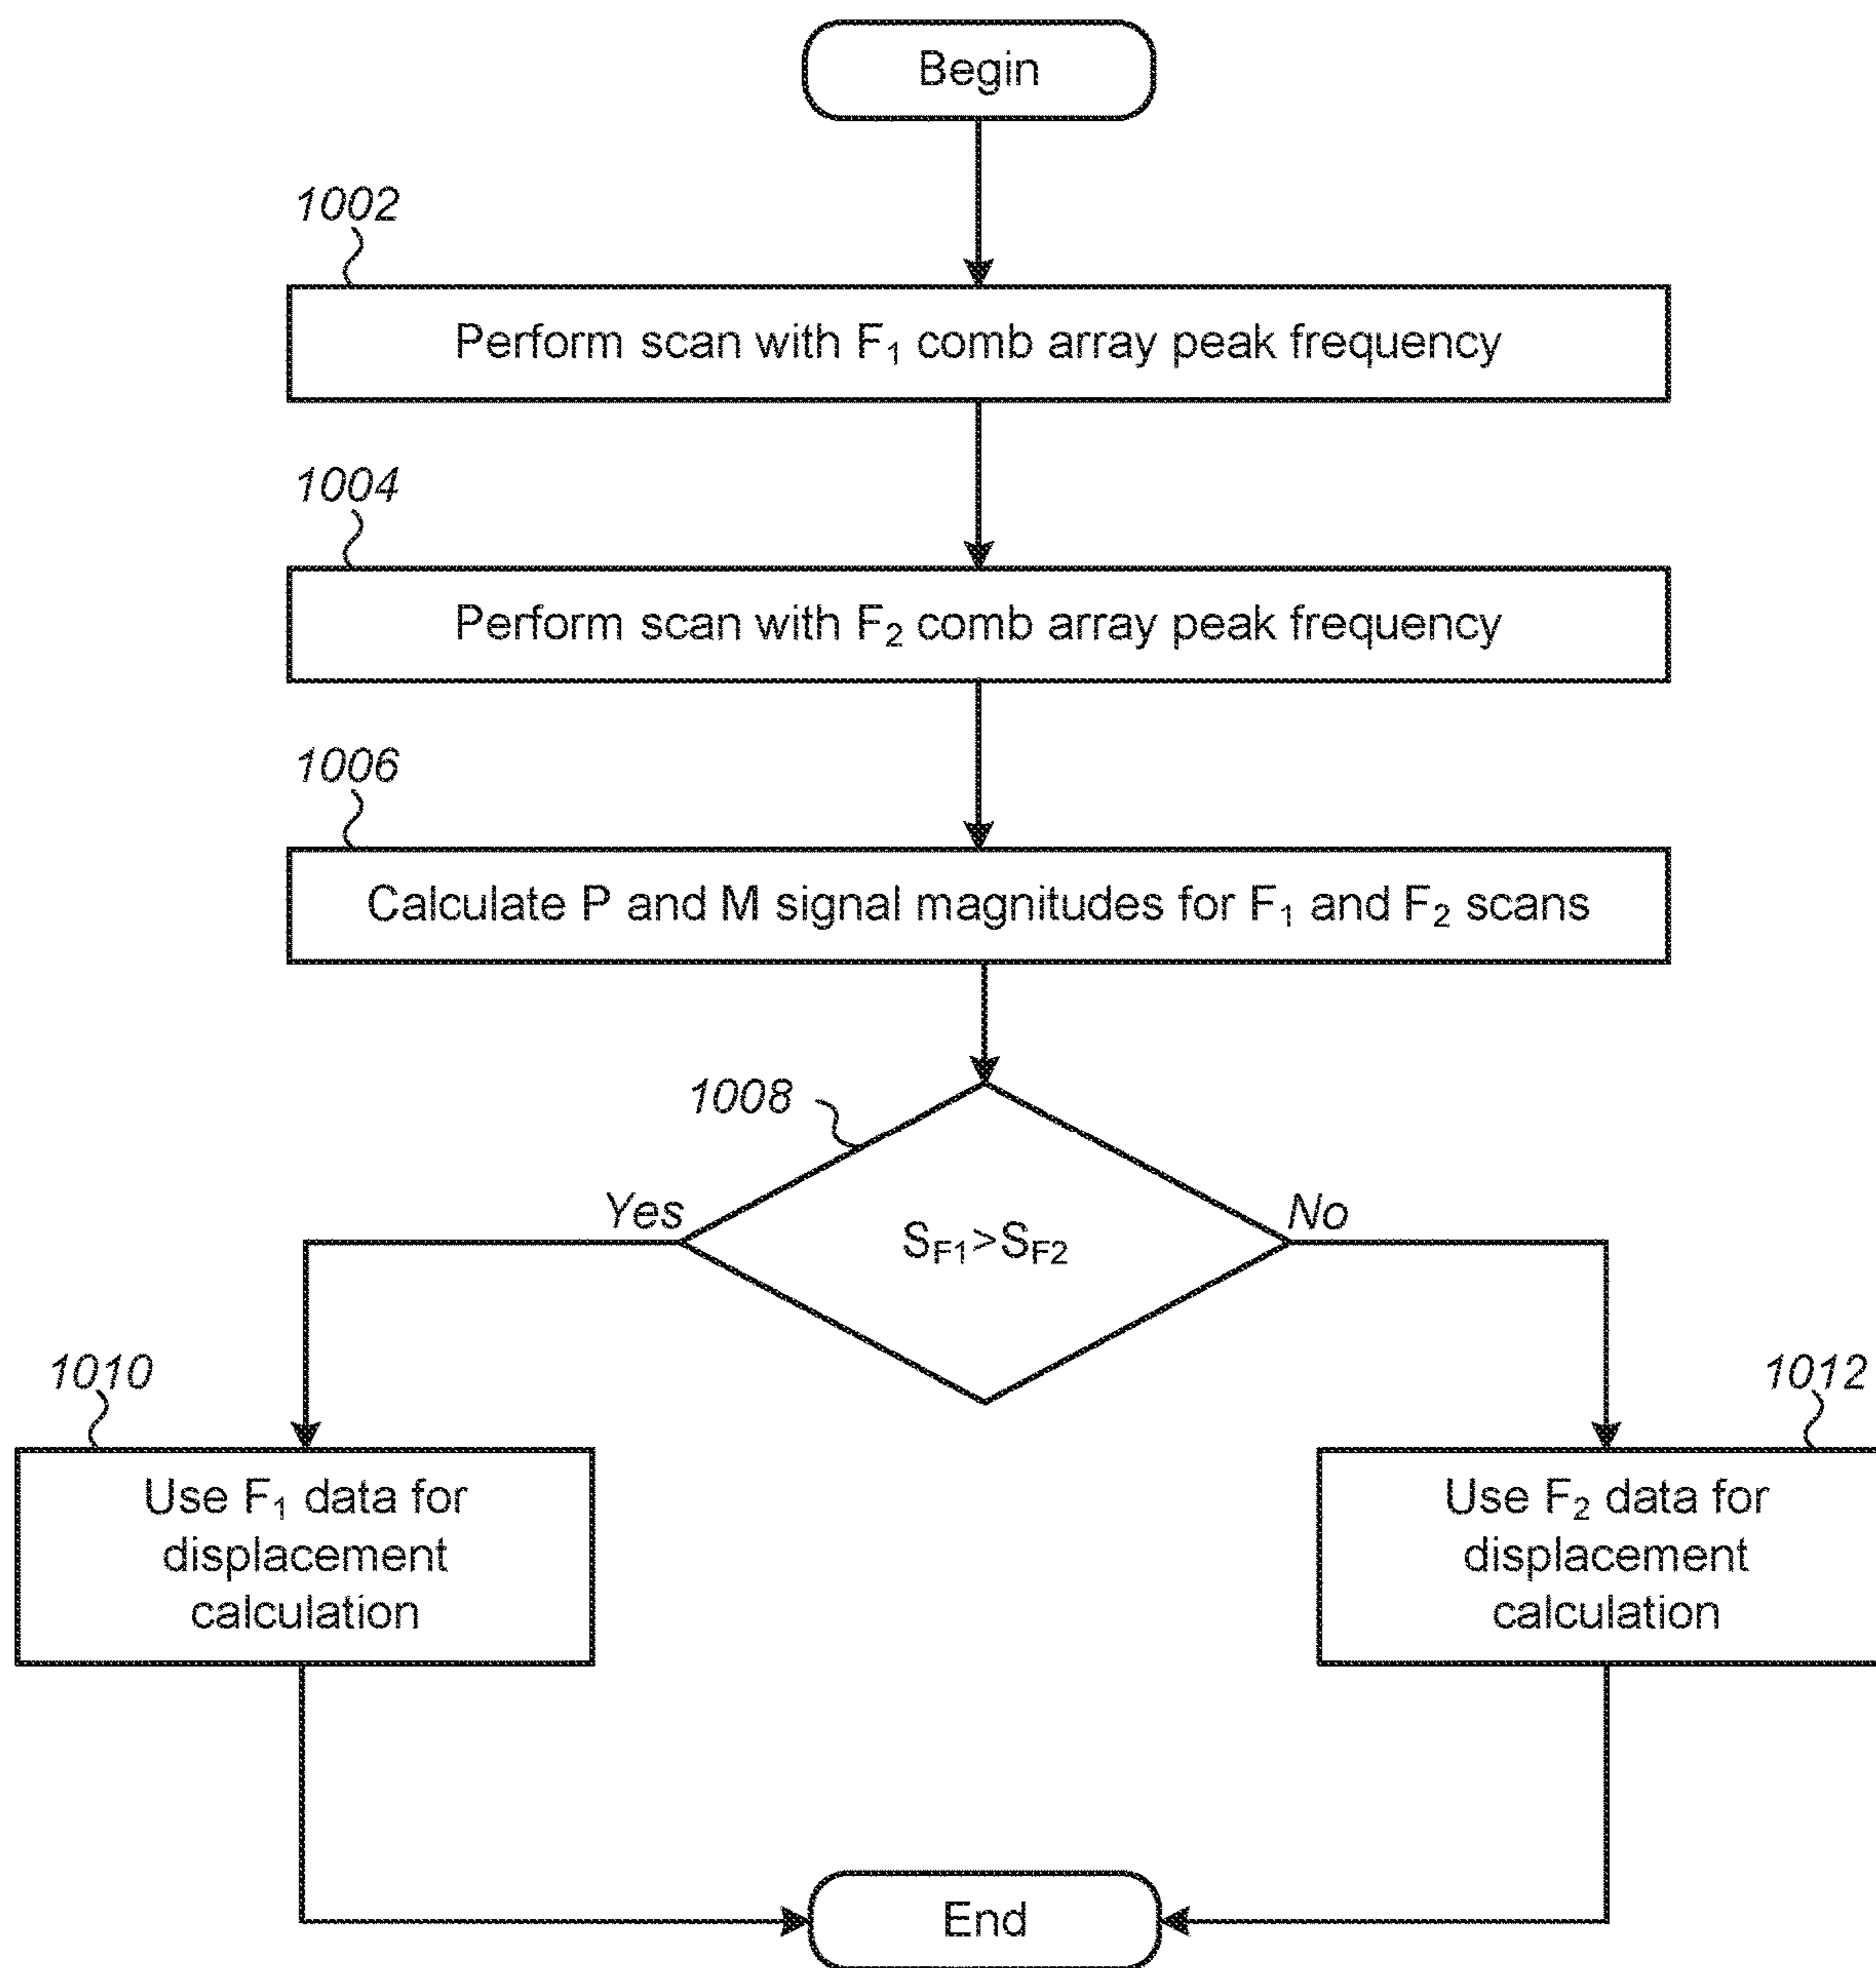 Begin
1002
Perform scan with F₁ comb array peak frequency
1004
Perform scan with F₂ comb array peak frequency
1006
Calculate P and M signal magnitudes for F₁ and F₂ scans
1008
Yes
S_F1>S_F2
No
1010
1012
Use F₁ data for
displacement
calculation
Use F₂ data for
displacement
calculation
End